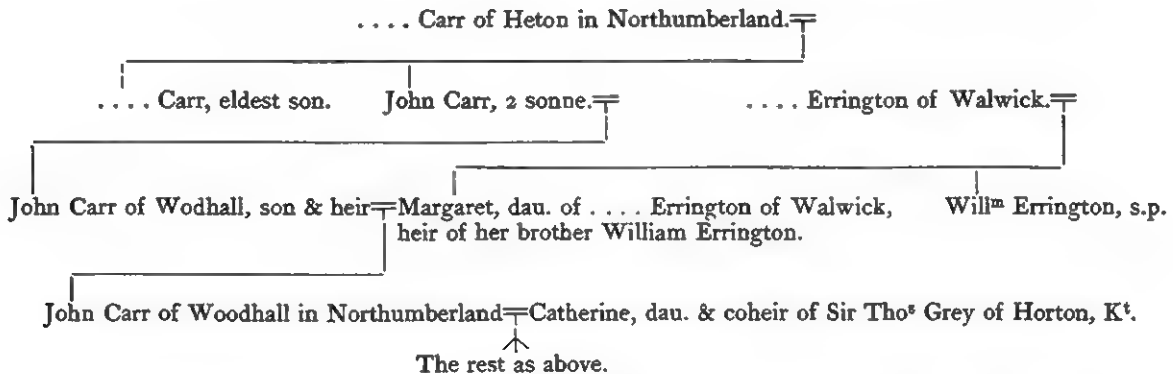 .... Carr of Heton in Northumberland.
.... Carr, eldest son. John Carr, 2 sonne. .... Errington of Walwick.
John Carr of Wodhall, son & heir Margaret, dau. of .... Errington of Walwick, Willᵐ Errington, s.p.
heir of her brother William Errington.
John Carr of Woodhall in Northumberland Catherine, dau. & coheir of Sir Thoˢ Grey of Horton, Kᵗ.
The rest as above.